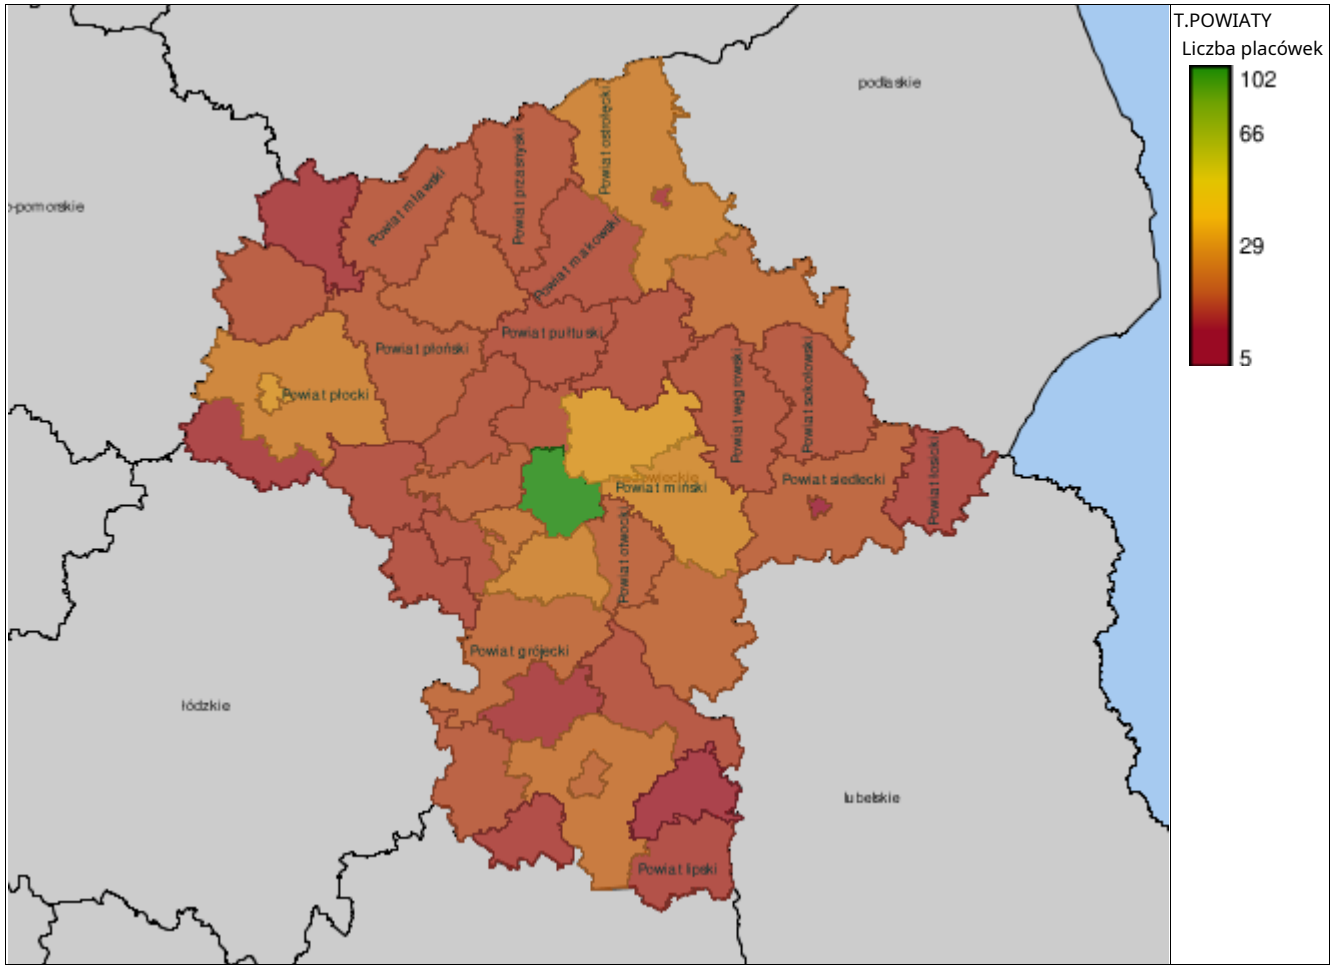 T.POWIATY
Liczba placówek
102
66
29
5
podlaskie
o-pomorskie
Powiat ostrołęcki
Powiat przasnyski
Powiat mławski
Powiat makowski
Powiat pułtuski
Powiat płoński
Powiat płocki
Powiat węgrowski
Powiat sokołowski
Powiat łosicki
mazowieckie
Powiat miński
Powiat siedlecki
Powiat otwocki
Powiat grójecki
łódzkie
lubelskie
Powiat lipski